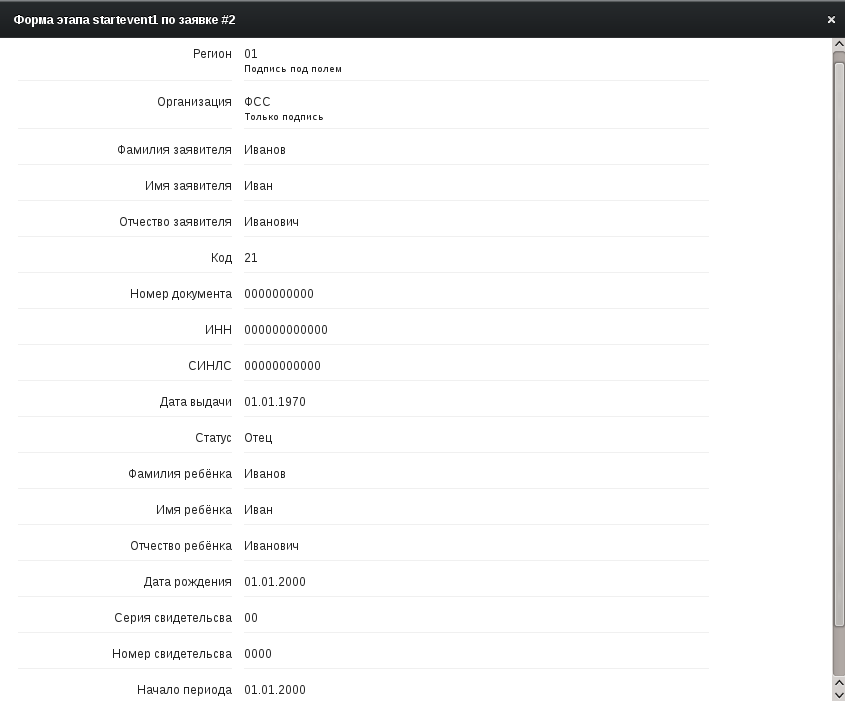 Форма этапа startevent1 по заявке #2
Регион 01
Подпись под полем
Организация ФСС
Только подпись
Фамилия заявителя Иванов
Имя заявителя Иван
Отчество заявителя Иванович
Код 21
Номер документа 0000000000
ИНН 000000000000
СИНЛС 00000000000
Дата выдачи 01.01.1970
Статус Отец
Фамилия ребёнка Иванов
Имя ребёнка Иван
Отчество ребёнка Иванович
Дата рождения 01.01.2000
Серия свидетельсва 00
Номер свидетельсва 0000
Начало периода 01.01.2000